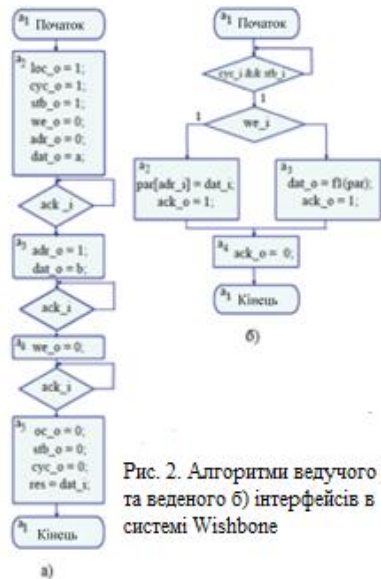 a1 Початок
a2
loc_o = 1;
cyc_o = 1;
stb_o = 1;
we_o = 0;
adr_o = 0;
dat_o = a;
ack_i
a3 adr_o = 1;
dat_o = b;
ack_i
a4 we_o = 0;
ack_i
a5
oc_o = 0;
stb_o = 0;
cyc_o = 0;
res = dat_i;
a1 Кінець
а)
a1 Початок
cyc_i & stb_i
1
we_i
1
a2
par[adr_i] = dat_i;
ack_o = 1;
a3
dat_o = f1(par);
ack_o = 1;
a4 ack_o = 0;
a1 Кінець
б)
Рис. 2. Алгоритми ведучого
та веденого б) інтерфейсів в
системі Wishbone